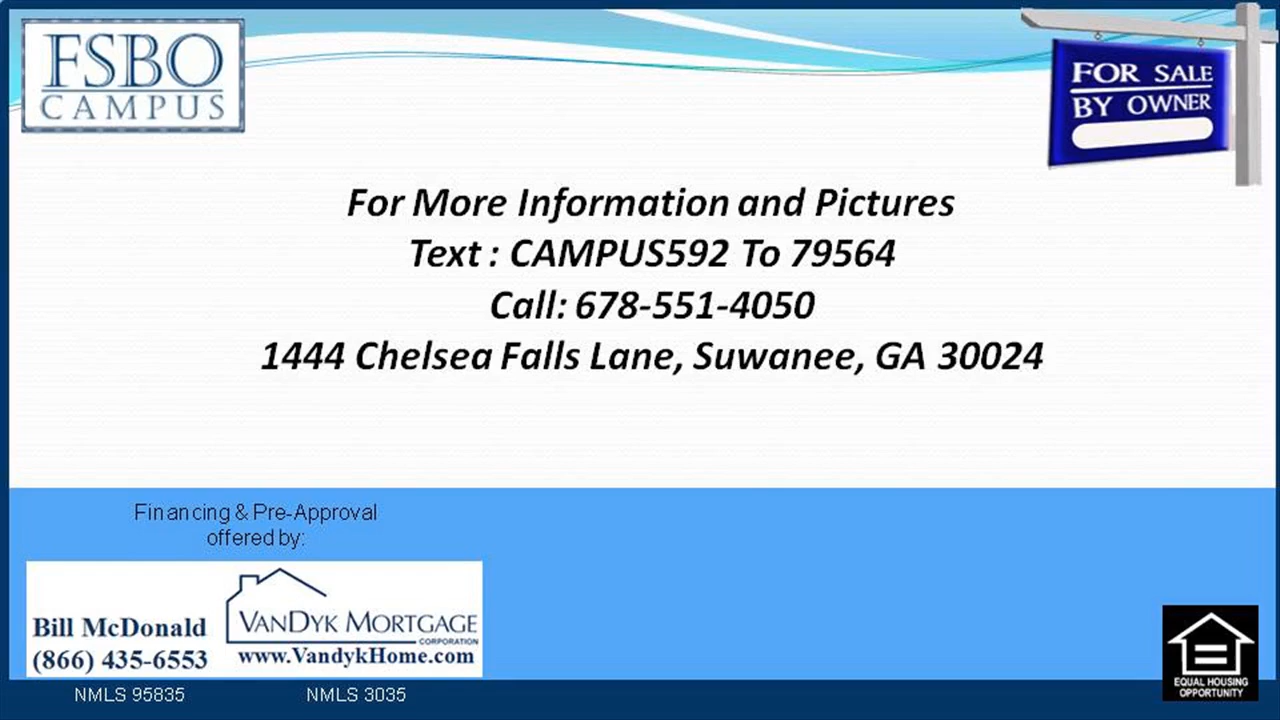 FSBO
CAMPUS
FOR SALE
BY OWNER
For More Information and Pictures
Text : CAMPUS592 To 79564
Call: 678-551-4050
1444 Chelsea Falls Lane, Suwanee, GA 30024
Financing & Pre-Approval
offered by:
Bill McDonald
(866) 435-6553
VANDYK MORTGAGE
CORPORATION
www.VandykHome.com
NMLS 95835
NMLS 3035
EQUAL HOUSING
OPPORTUNITY